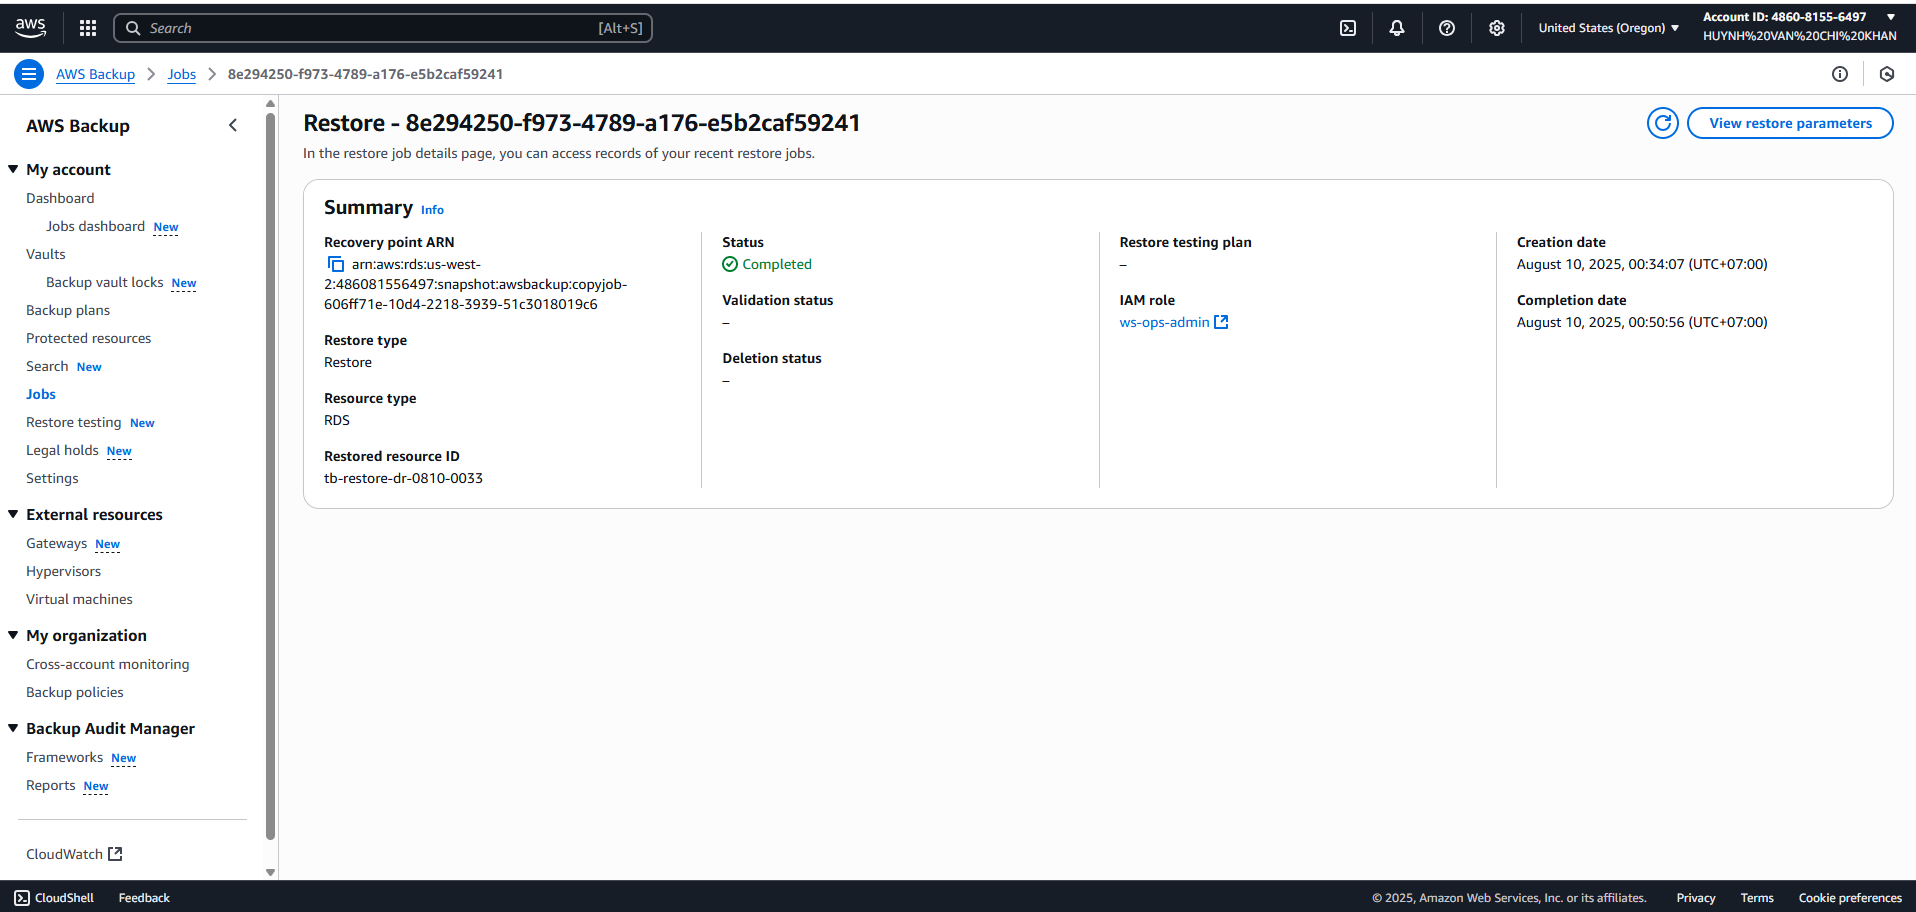 aws
Search [Alt+S]
United States (Oregon)
Account ID: 4860-8155-6497
HUYNH%20VAN%20CHI%20KHAN
AWS Backup > Jobs > 8e294250-f973-4789-a176-e5b2caf59241
AWS Backup
My account
Dashboard
Jobs dashboard New
Vaults
Backup vault locks New
Backup plans
Protected resources
Search New
Jobs
Restore testing New
Legal holds New
Settings
External resources
Gateways New
Hypervisors
Virtual machines
My organization
Cross-account monitoring
Backup policies
Backup Audit Manager
Frameworks New
Reports New
CloudWatch
Restore - 8e294250-f973-4789-a176-e5b2caf59241
View restore parameters
In the restore job details page, you can access records of your recent restore jobs.
Summary Info
Recovery point ARN
arn:aws:rds:us-west-
2:486081556497:snapshot:awsbackup:copyjob-
606ff71e-10d4-2218-3939-51c3018019c6
Restore type
Restore
Resource type
RDS
Restored resource ID
tb-restore-dr-0810-0033
Status
Completed
Validation status
–
Deletion status
–
Restore testing plan
–
IAM role
ws-ops-admin
Creation date
August 10, 2025, 00:34:07 (UTC+07:00)
Completion date
August 10, 2025, 00:50:56 (UTC+07:00)
CloudShell Feedback
© 2025, Amazon Web Services, Inc. or its affiliates. Privacy Terms Cookie preferences